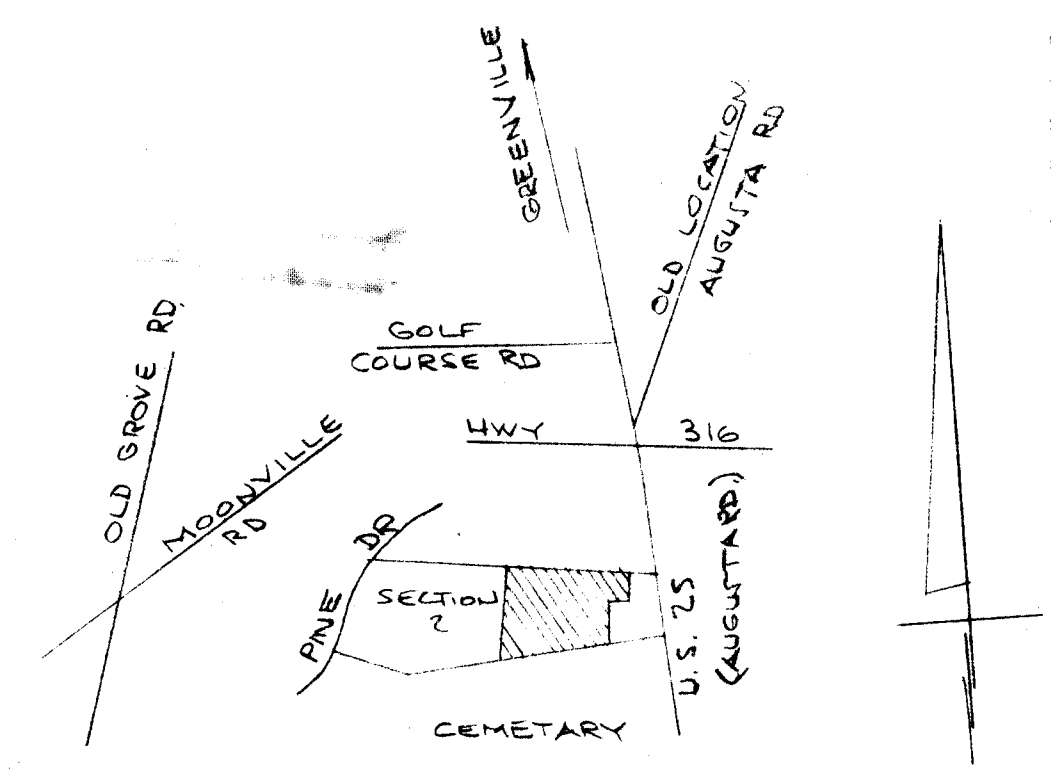 GREENVILLE
OLD LOCATION
AUGUSTA RD
GOLF
COURSE RD
OLD GROVE RD.
MOONVILLE
RD
HWY 316
PINE DR
SECTION
2
U.S. 25
(AUGUSTA RD.)
CEMETARY